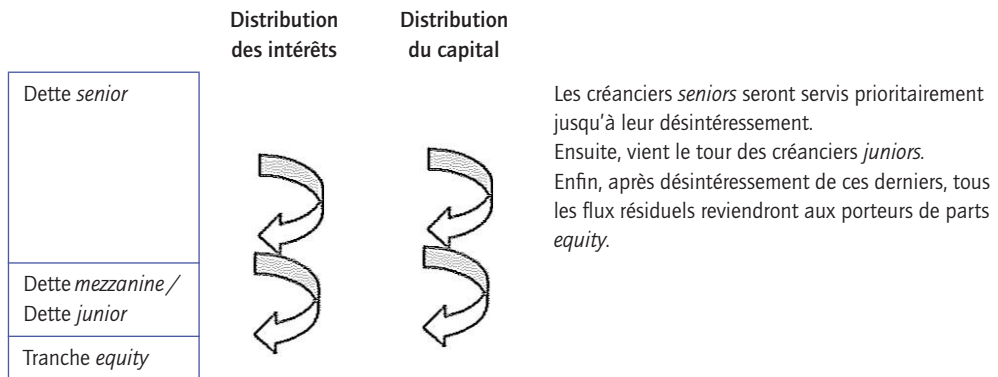 Distribution
des intérêts
Distribution
du capital
Dette senior
Les créanciers seniors seront servis prioritairement
jusqu'à leur désintéressement.
Ensuite, vient le tour des créanciers juniors.
Enfin, après désintéressement de ces derniers, tous
les flux résiduels reviendront aux porteurs de parts
equity.
Dette mezzanine /
Dette junior
Tranche equity